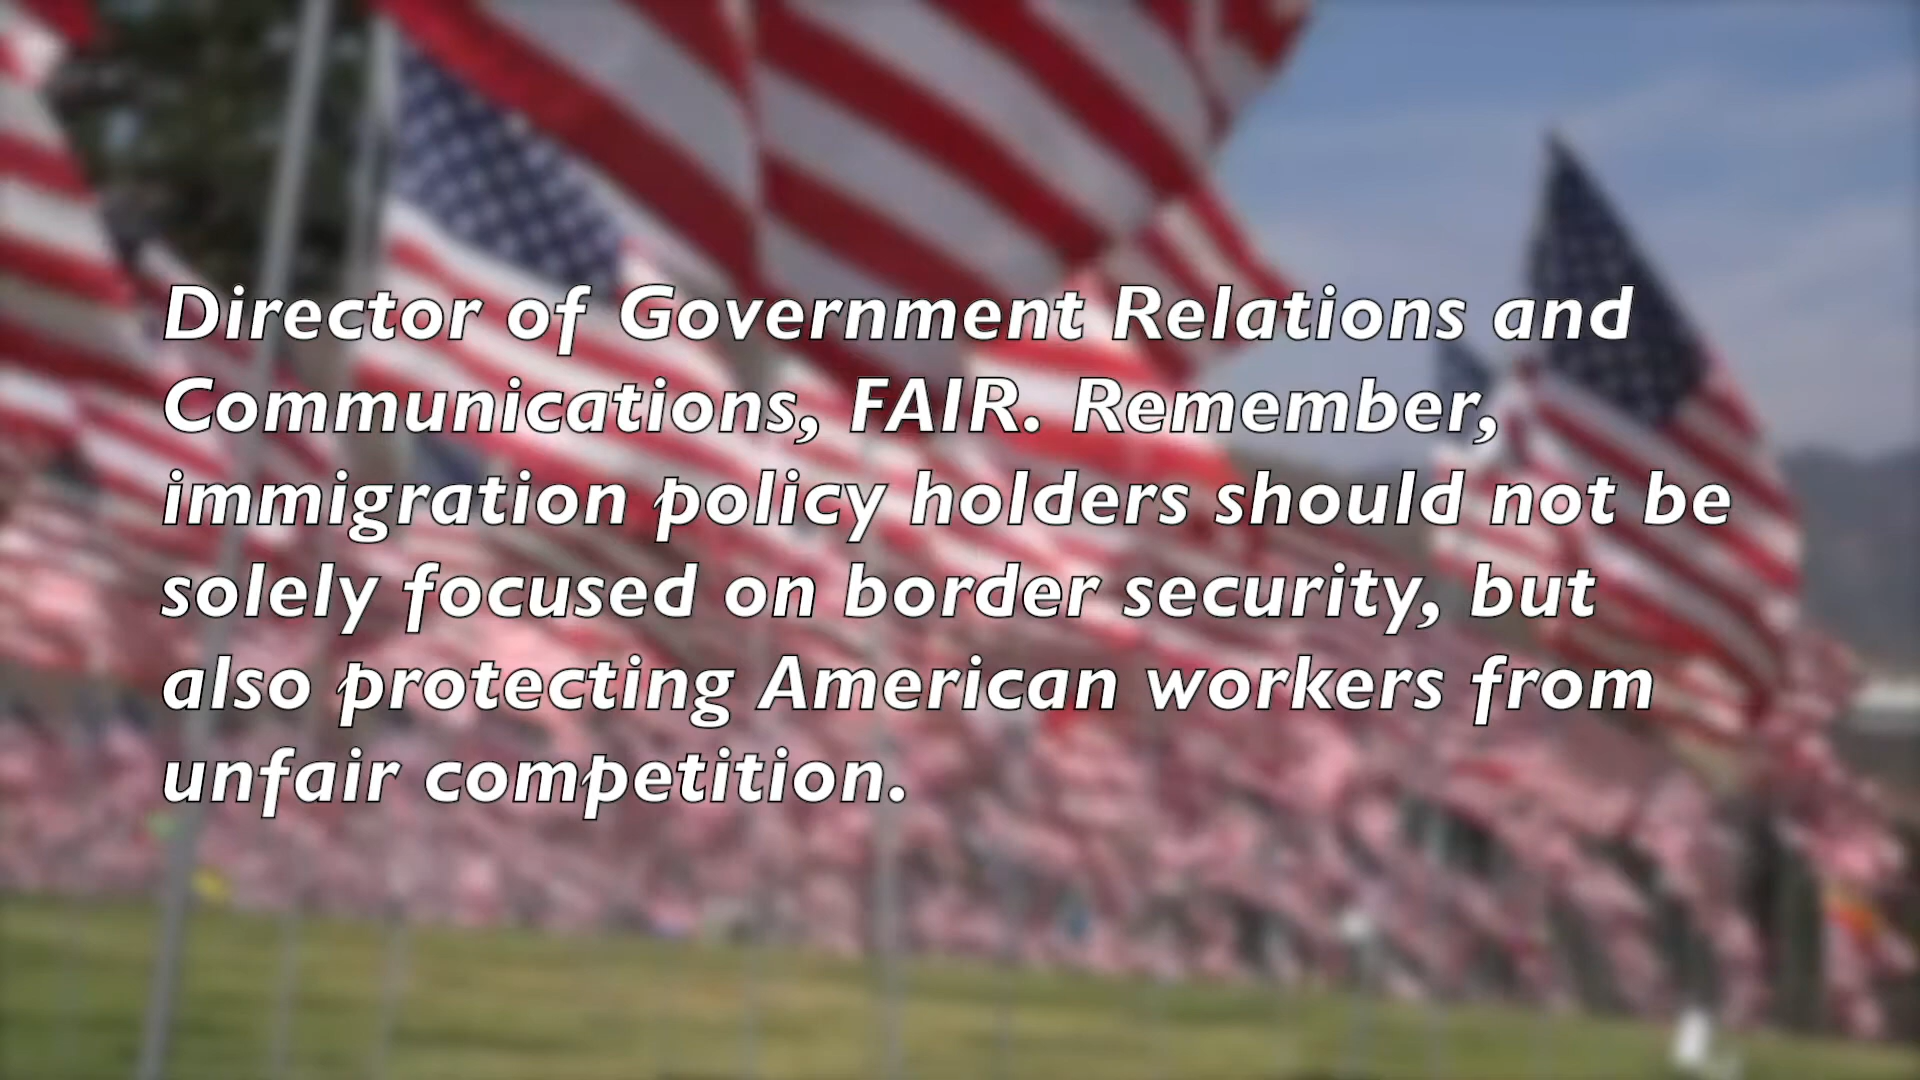 Director of Government Relations and
Communications, FAIR. Remember,
immigration policy holders should not be
solely focused on border security, but
also protecting American workers from
unfair competition.